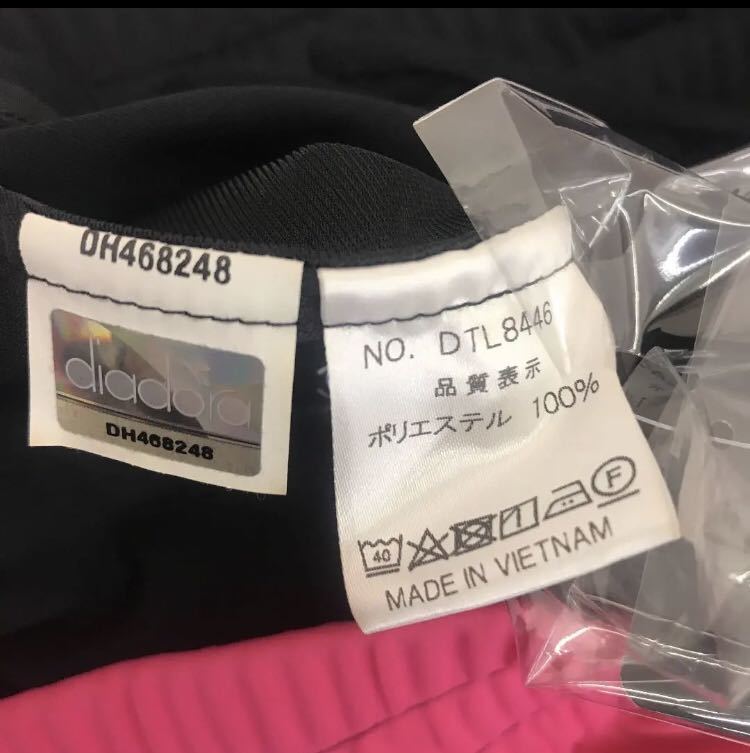 DH468248
diadora
DH468248
NO. DTL8446
品質表示
ポリエステル 100%
40
F
MADE IN VIETNAM